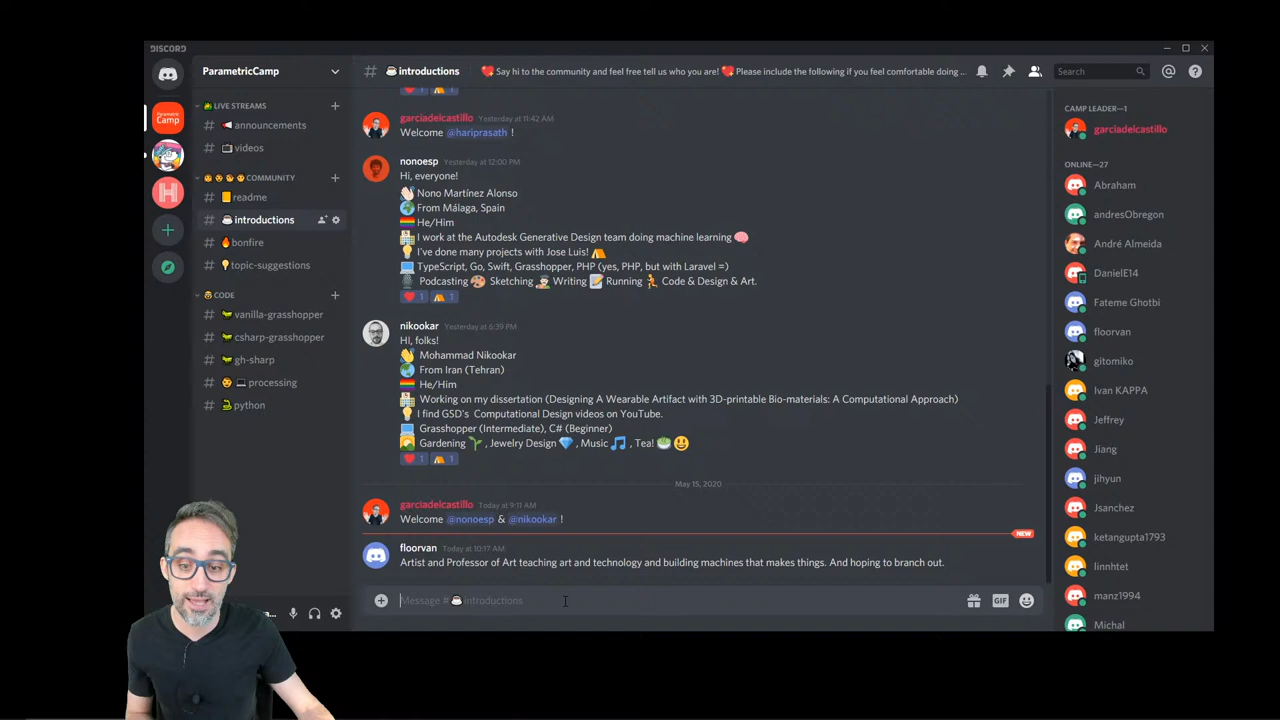 DISCORD
ParametricCamp
introductions
Say hi to the community and feel free tell us who you are! Please include the following if you feel comfortable doing ...
Search
LIVE STREAMS
announcements
videos
COMMUNITY
readme
introductions
bonfire
topic-suggestions
CODE
vanilla-grasshopper
csharp-grasshopper
gh-sharp
processing
python
Parametric Camp
garciadelcastillo Yesterday at 11:42 AM
Welcome @hariprasath !
nonoesp Yesterday at 12:00 PM
Hi, everyone!
Nono Martínez Alonso
From Málaga, Spain
He/Him
I work at the Autodesk Generative Design team doing machine learning
I've done many projects with Jose Luis!
TypeScript, Go, Swift, Grasshopper, PHP (yes, PHP, but with Laravel =)
Podcasting Sketching Writing Running Code & Design & Art.
1 1
nikookar Yesterday at 6:39 PM
HI, folks!
Mohammad Nikookar
From Iran (Tehran)
He/Him
Working on my dissertation (Designing A Wearable Artifact with 3D-printable Bio-materials: A Computational Approach)
I find GSD's Computational Design videos on YouTube.
Grasshopper (Intermediate), C# (Beginner)
Gardening , Jewelry Design , Music , Tea!
1 1
May 15, 2020
garciadelcastillo Today at 9:11 AM
Welcome @nonoesp & @nikookar !
NEW
floorvan Today at 10:17 AM
Artist and Professor of Art teaching art and technology and building machines that makes things. And hoping to branch out.
Message # introductions
GIF
CAMP LEADER—1
garciadelcastillo
ONLINE—27
Abraham
andresObregon
André Almeida
DanielE14
Fateme Ghotbi
floorvan
gitomiko
Ivan KAPPA
Jeffrey
Jiang
jihyun
Jsanchez
ketangupta1793
linnhtet
manz1994
Michal